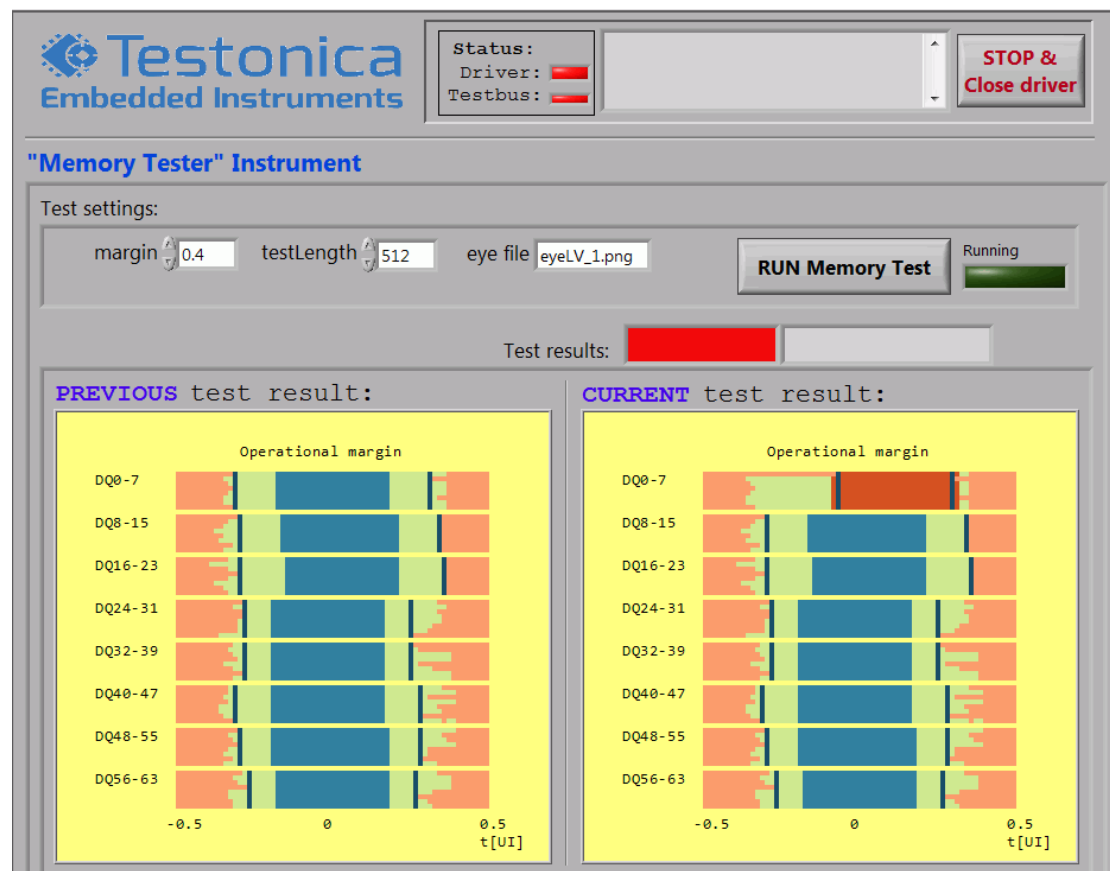 Testonica
Embedded Instruments
Status:
Driver:
Testbus:
STOP &
Close driver
"Memory Tester" Instrument
Test settings:
margin 0.4 testLength 512 eye file eyeLV_1.png
RUN Memory Test
Running
Test results:
PREVIOUS test result:
Operational margin
DQ0-7
DQ8-15
DQ16-23
DQ24-31
DQ32-39
DQ40-47
DQ48-55
DQ56-63
-0.5 0 0.5
t[UI]
CURRENT test result:
Operational margin
DQ0-7
DQ8-15
DQ16-23
DQ24-31
DQ32-39
DQ40-47
DQ48-55
DQ56-63
-0.5 0 0.5
t[UI]